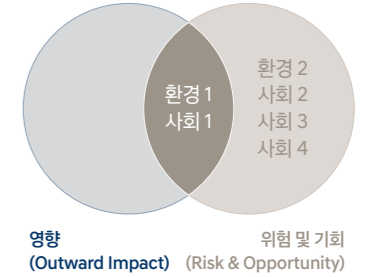 환경 1
사회 1
환경 2
사회 2
사회 3
사회 4
영향
(Outward Impact)
위험 및 기회
(Risk & Opportunity)